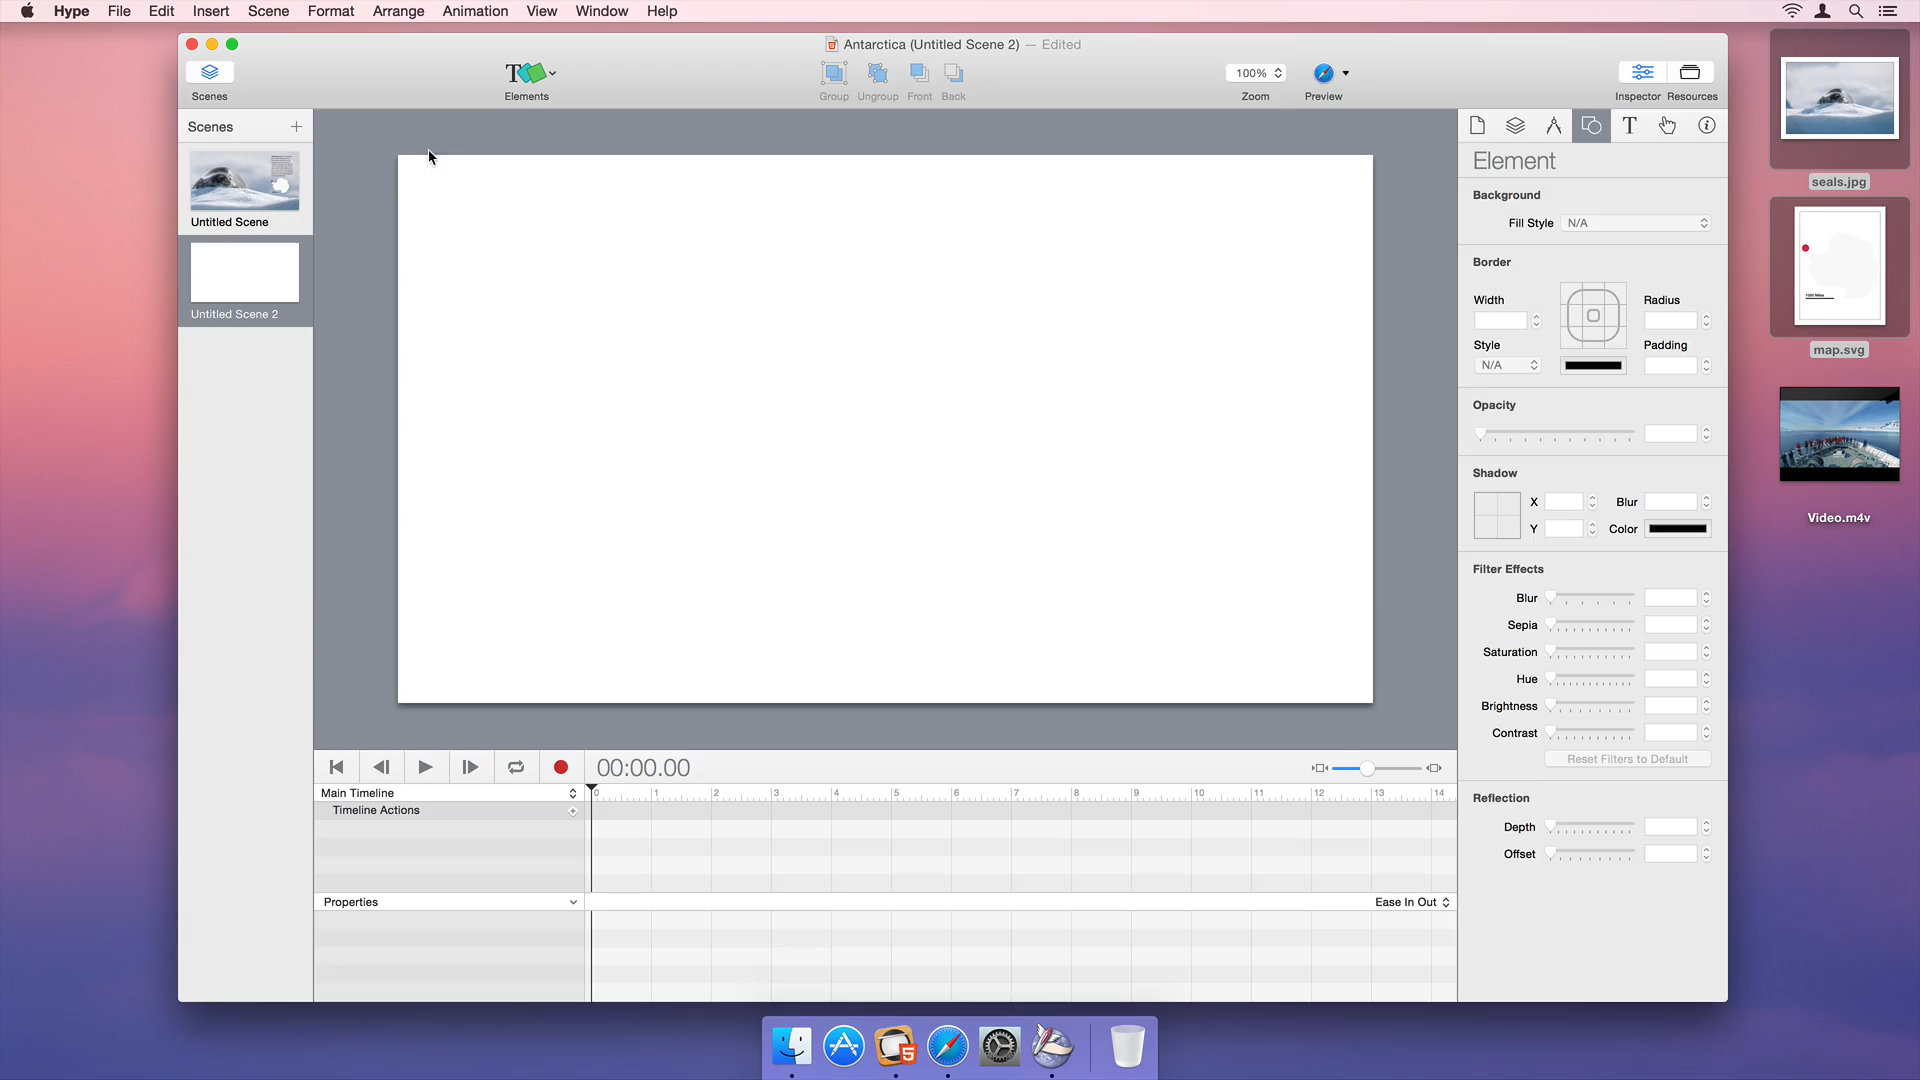 Hype File Edit Insert Scene Format Arrange Animation View Window Help
Antarctica (Untitled Scene 2) — Edited
100%
Scenes Elements Group Ungroup Front Back Zoom Preview Inspector Resources
Scenes
Untitled Scene
Untitled Scene 2
Element
Background
Fill Style N/A
Border
Width Radius
Style Padding
N/A
Opacity
Shadow
X Blur
Y Color
Filter Effects
Blur
Sepia
Saturation
Hue
Brightness
Contrast
Reset Filters to Default
Reflection
Depth
Offset
00:00.00
Main Timeline
0 1 2 3 4 5 6 7 8 9 10 11 12 13 14
Timeline Actions
Properties Ease In Out
seals.jpg
map.svg
Video.m4v
5